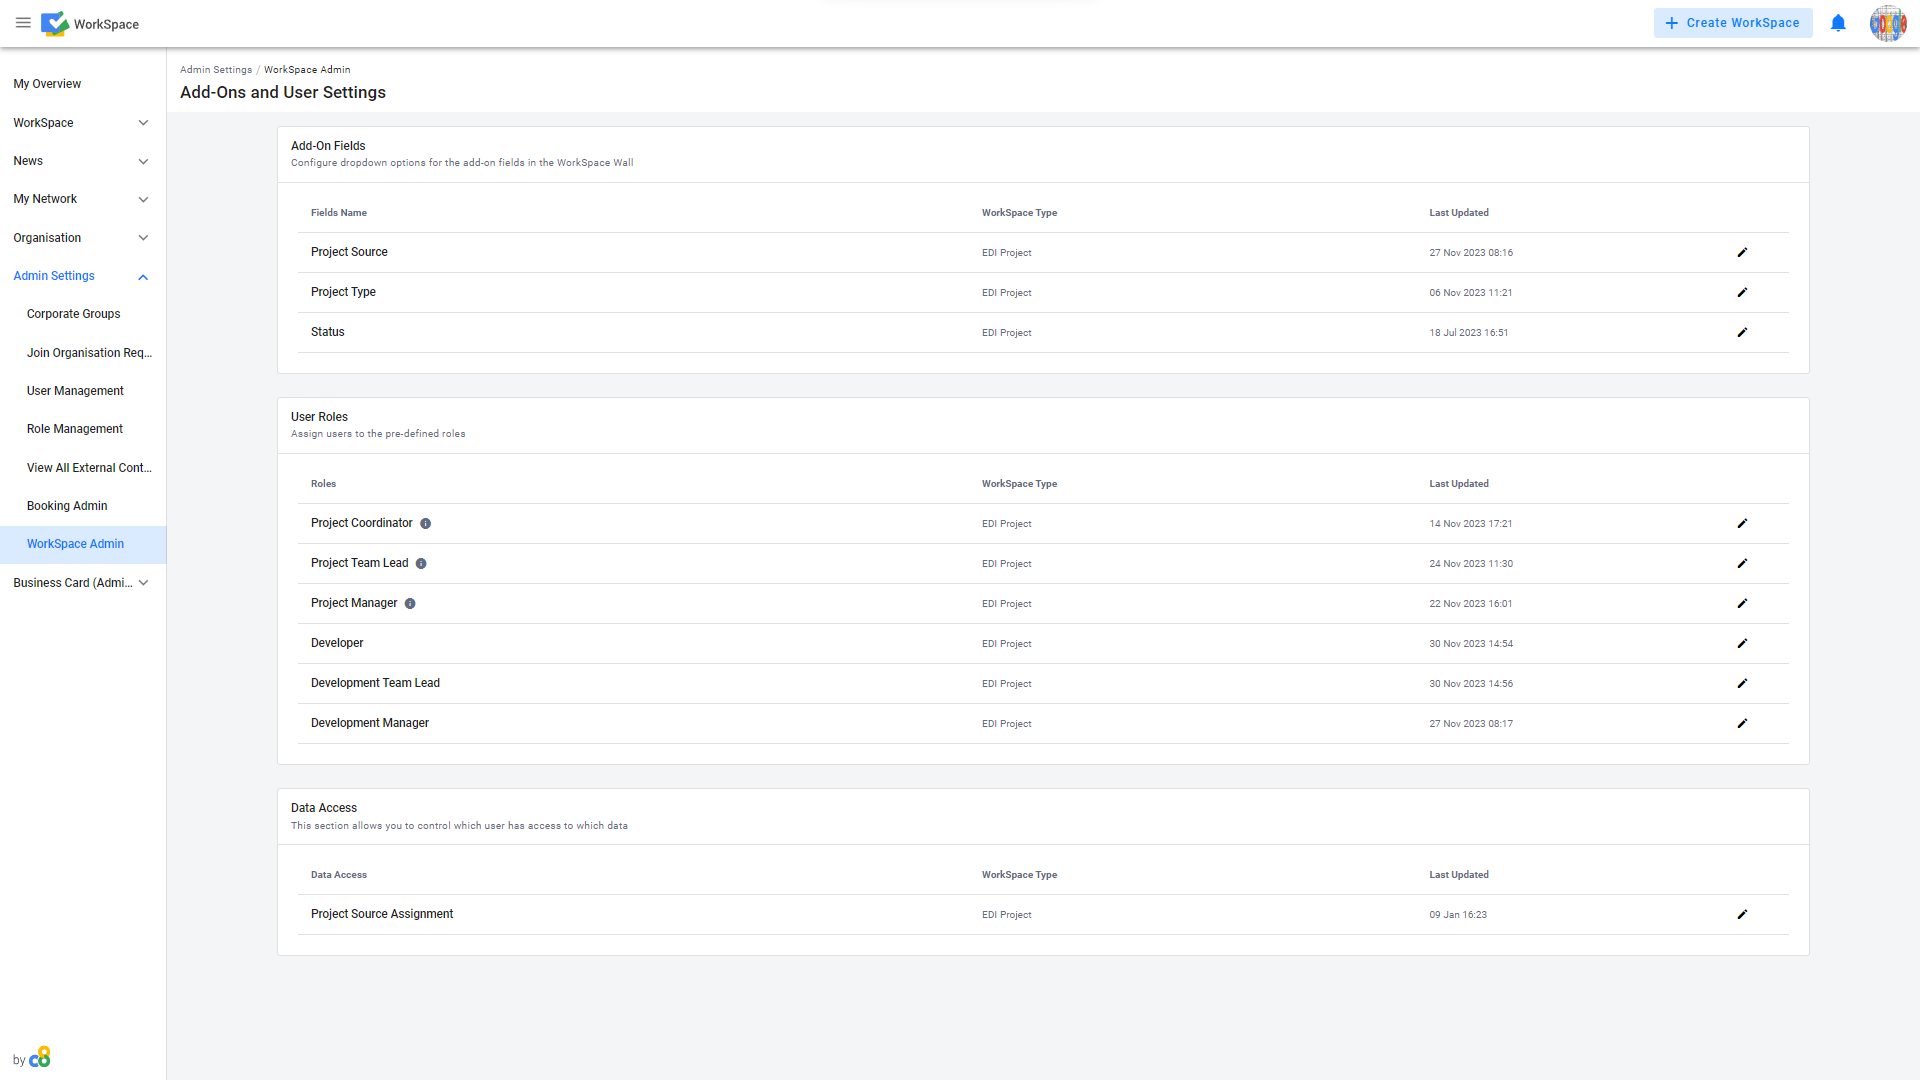 WorkSpace
Create WorkSpace
My Overview
WorkSpace
News
My Network
Organisation
Admin Settings
Corporate Groups
Join Organisation Req...
User Management
Role Management
View All External Cont...
Booking Admin
WorkSpace Admin
Business Card (Admi...
by
Admin Settings / WorkSpace Admin
Add-Ons and User Settings
Add-On Fields
Configure dropdown options for the add-on fields in the WorkSpace Wall
Fields Name WorkSpace Type Last Updated
Project Source EDI Project 27 Nov 2023 08:16
Project Type EDI Project 06 Nov 2023 11:21
Status EDI Project 18 Jul 2023 16:51
User Roles
Assign users to the pre-defined roles
Roles WorkSpace Type Last Updated
Project Coordinator EDI Project 14 Nov 2023 17:21
Project Team Lead EDI Project 24 Nov 2023 11:30
Project Manager EDI Project 22 Nov 2023 16:01
Developer EDI Project 30 Nov 2023 14:54
Development Team Lead EDI Project 30 Nov 2023 14:56
Development Manager EDI Project 27 Nov 2023 08:17
Data Access
This section allows you to control which user has access to which data
Data Access WorkSpace Type Last Updated
Project Source Assignment EDI Project 09 Jan 16:23